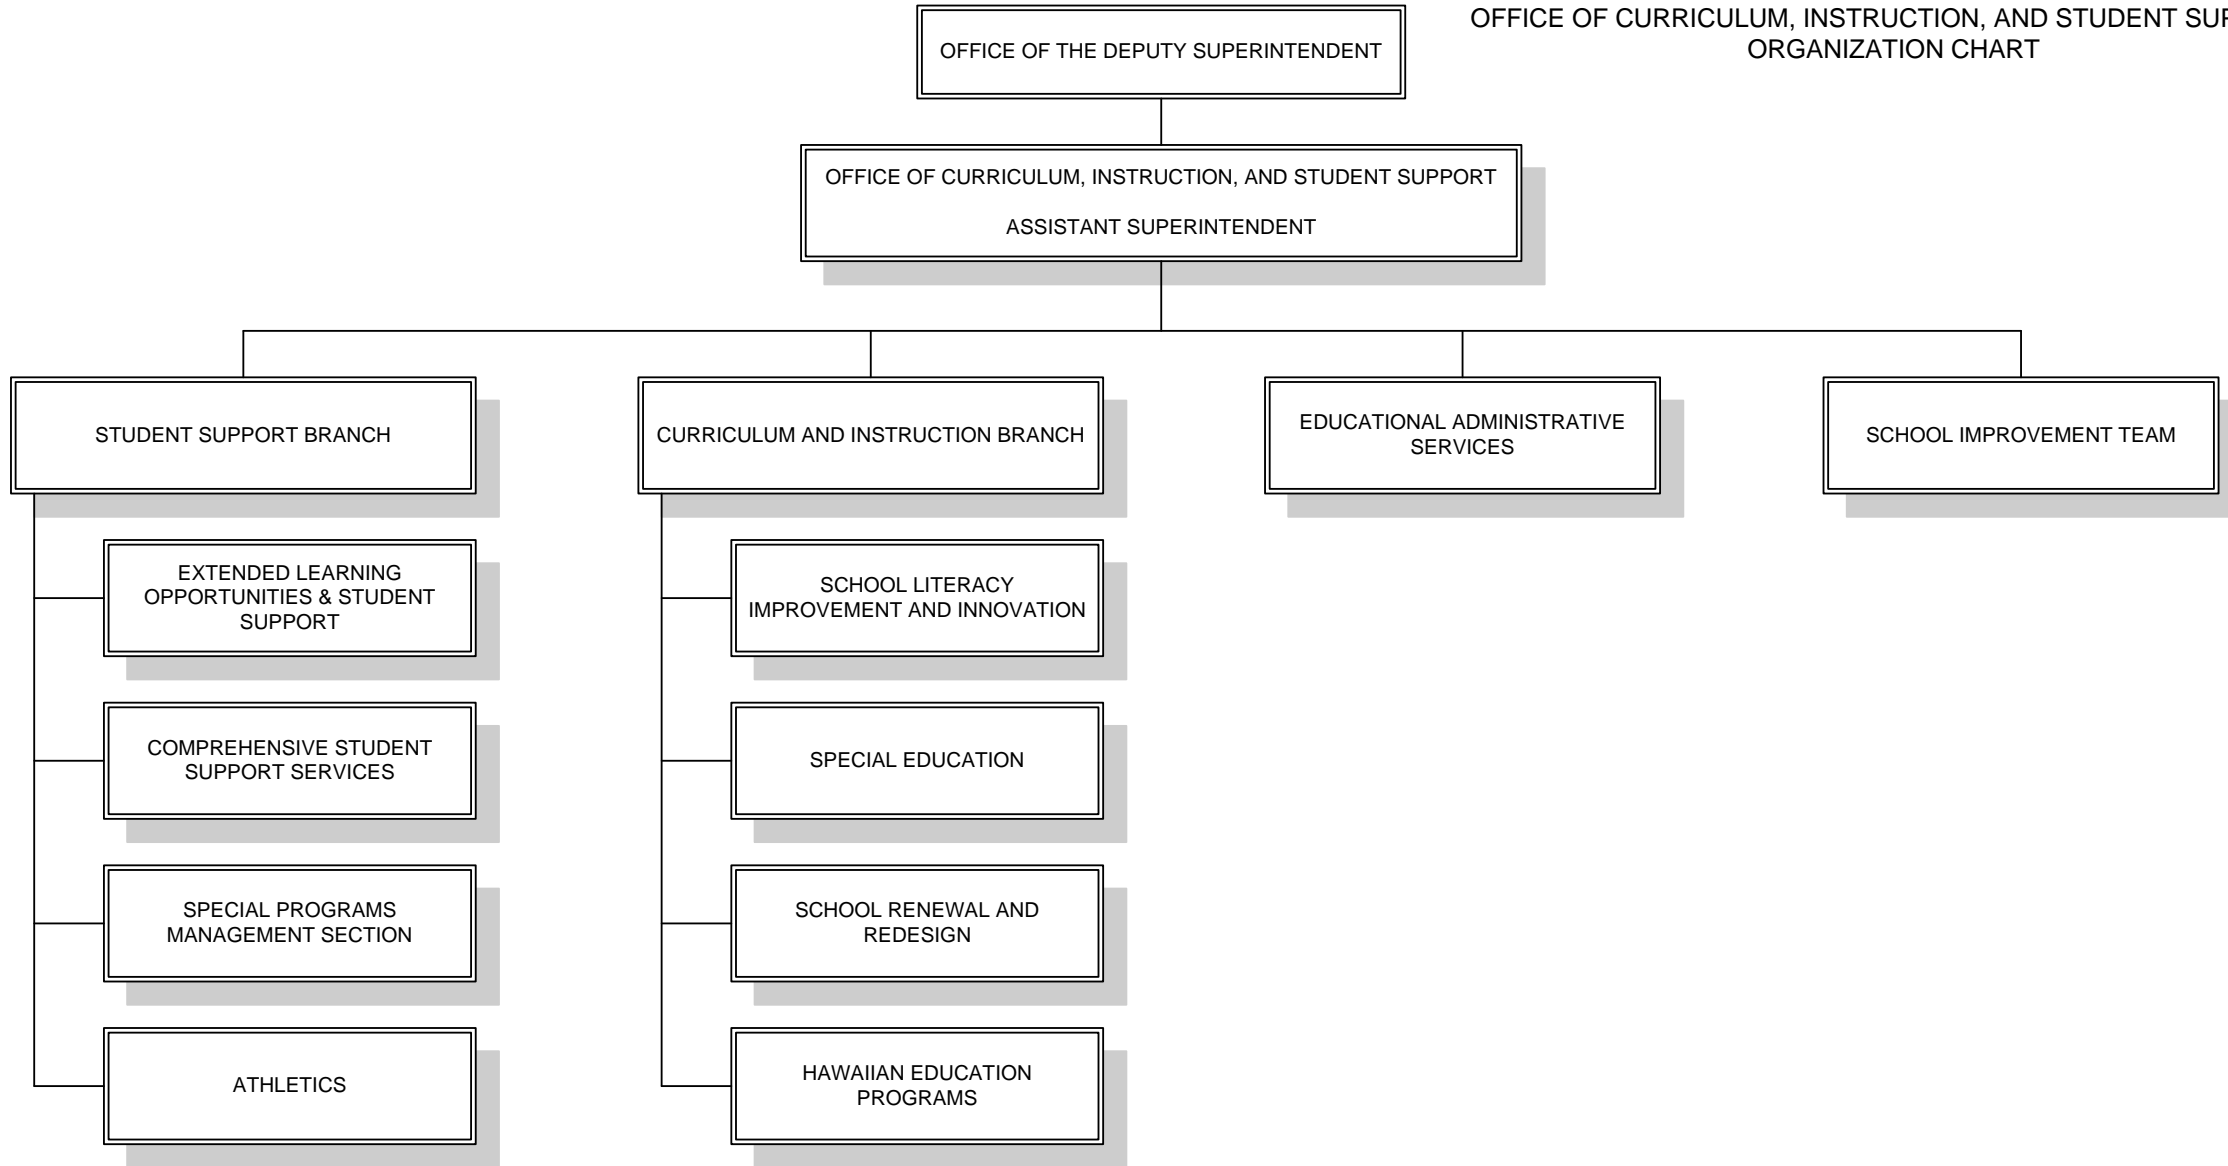 OFFICE OF CURRICULUM, INSTRUCTION, AND STUDENT
ORGANIZATION CHART
OFFICE OF THE DEPUTY SUPERINTENDENT
OFFICE OF CURRICULUM, INSTRUCTION, AND STUDENT SUPPORT
ASSISTANT SUPERINTENDENT
STUDENT SUPPORT BRANCH
EXTENDED LEARNING
OPPORTUNITIES & STUDENT
SUPPORT
COMPREHENSIVE STUDENT
SUPPORT SERVICES
SPECIAL PROGRAMS
MANAGEMENT SECTION
ATHLETICS
CURRICULUM AND INSTRUCTION BRANCH
SCHOOL LITERACY
IMPROVEMENT AND INNOVATION
SPECIAL EDUCATION
SCHOOL RENEWAL AND
REDESIGN
HAWAIIAN EDUCATION
PROGRAMS
EDUCATIONAL ADMINISTRATIVE
SERVICES
SCHOOL IMPROVEMENT TEAM